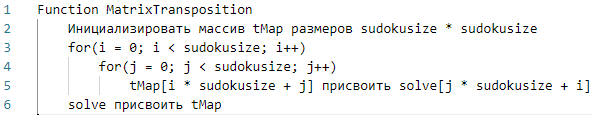 1 Function MatrixTransposition
2 Инициализировать массив tMap размеров sudokusize * sudokusize
3 for(i = 0; i < sudokusize; i++)
4 for(j = 0; j < sudokusize; j++)
5 tMap[i * sudokusize + j] присвоить solve[j * sudokusize + i]
6 solve присвоить tMap